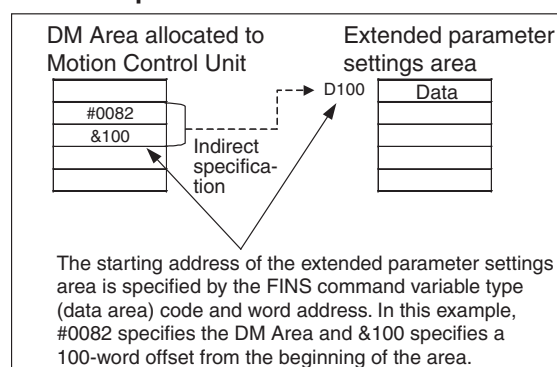 DM Area allocated to
Motion Control Unit
Extended parameter
settings area
D100
Data
#0082
&100
Indirect
specifica-
tion
The starting address of the extended parameter settings
area is specified by the FINS command variable type
(data area) code and word address. In this example,
#0082 specifies the DM Area and &100 specifies a
100-word offset from the beginning of the area.